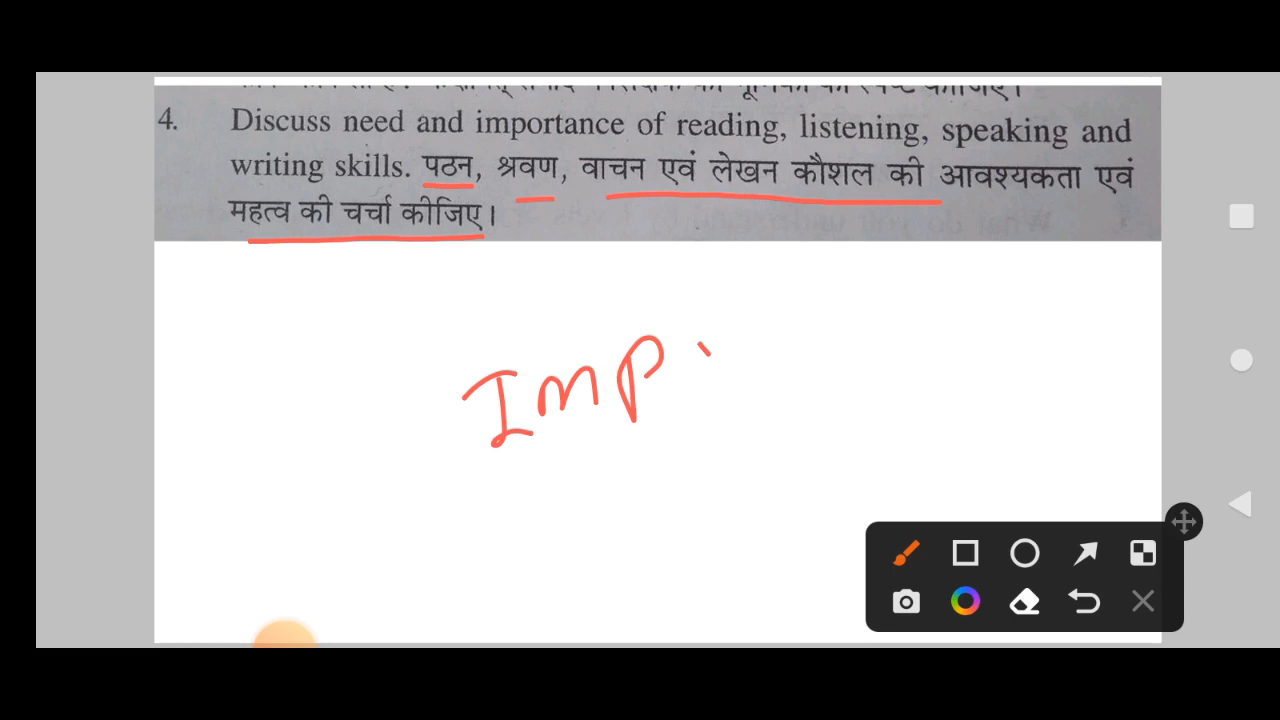 4. Discuss need and importance of reading, listening, speaking and
writing skills. पठन, श्रवण, वाचन एवं लेखन कौशल की आवश्यकता एवं
महत्व की चर्चा कीजिए।
Imp